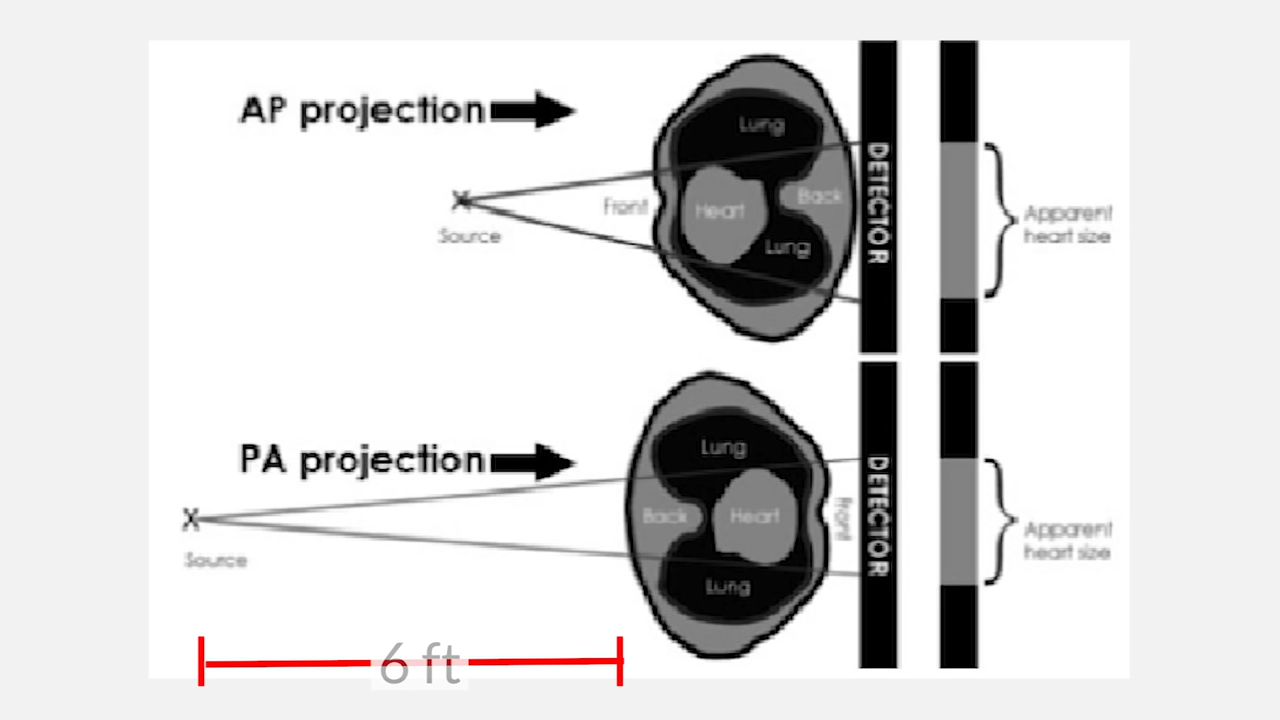 AP projection
Lung
DETECTOR
X
Front
Heart
Back
Apparent
heart size
Source
Lung
PA projection
Lung
DETECTOR
X
Back
Heart
Front
Apparent
heart size
Source
Lung
6 ft